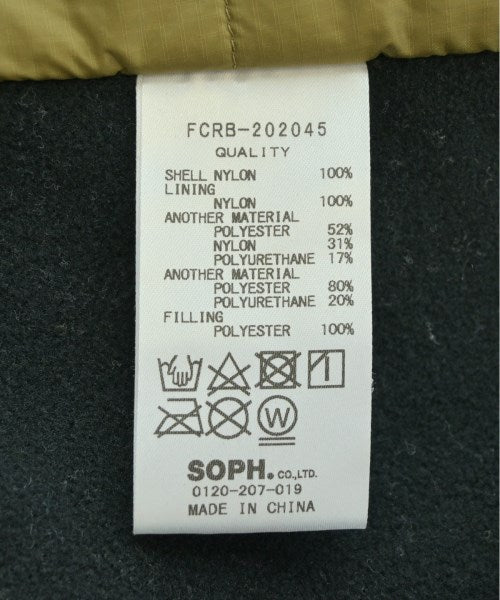 FCRB-202045
QUALITY
SHELL NYLON 100%
LINING
NYLON 100%
ANOTHER MATERIAL
POLYESTER 52%
NYLON 31%
POLYURETHANE 17%
ANOTHER MATERIAL
POLYESTER 80%
POLYURETHANE 20%
FILLING
POLYESTER 100%
W
SOPH. CO.,LTD.
0120-207-019
MADE IN CHINA